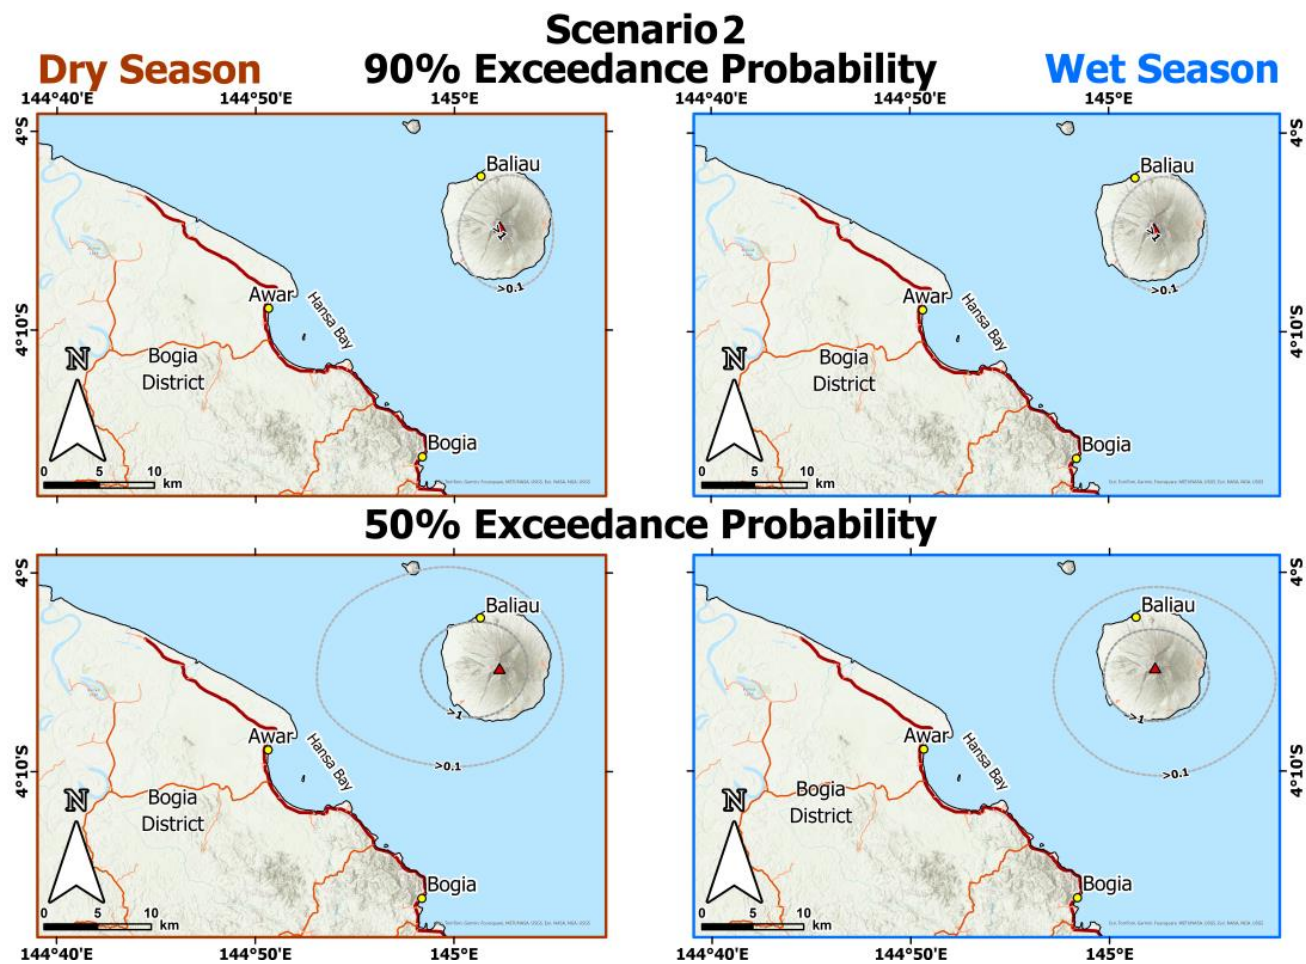 Scenario 2
Dry Season
90% Exceedance Probability
Wet Season
144°40'E 144°50'E 145°E
144°40'E 144°50'E 145°E
4°S
4°10'S
Baliau
>1
>0.1
Awar
Hansa Bay
Bogia
District
N
Bogia
0 5 10
km
Baliau
>1
>0.1
Awar
Hansa Bay
Bogia
District
N
Bogia
0 5 10
km
4°S
4°10'S
50% Exceedance Probability
4°S
4°10'S
Baliau
>1
>0.1
Awar
Hansa Bay
Bogia
District
N
Bogia
0 5 10
km
Baliau
>1
>0.1
Awar
Hansa Bay
Bogia
District
N
Bogia
0 5 10
km
4°S
4°10'S
144°40'E 144°50'E 145°E
144°40'E 144°50'E 145°E